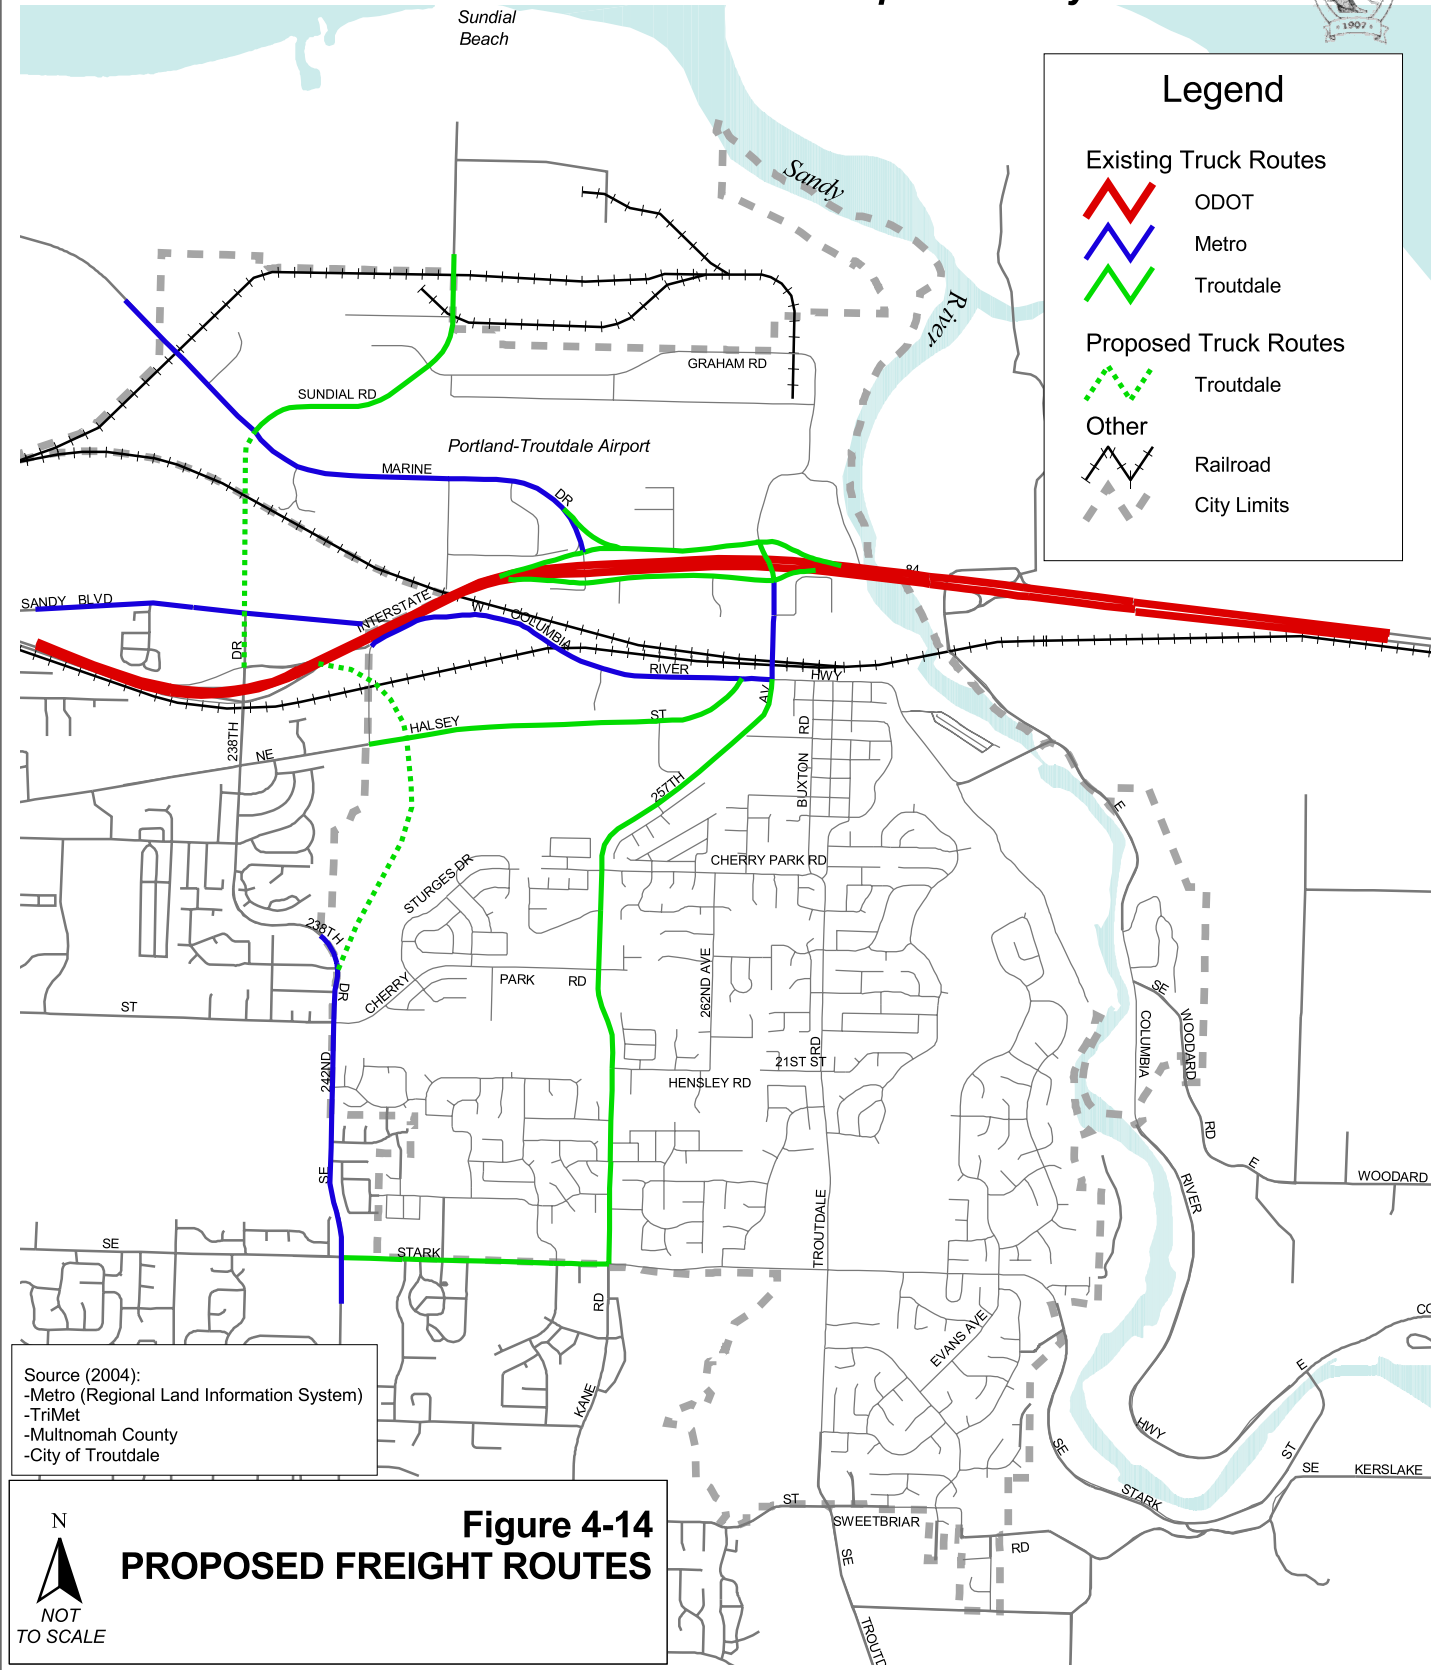 Sundial
Beach
1907
Legend
Existing Truck Routes
ODOT
Metro
Troutdale
Proposed Truck Routes
Troutdale
Other
Railroad
City Limits
Sandy
River
GRAHAM RD
SUNDIAL RD
Portland-Troutdale Airport
MARINE
DR
84
SANDY BLVD
INTERSTATE
W
COLUMBIA
RIVER
HWY
DR
AV
HALSEY
ST
RD
238TH
NE
257TH
BUXTON
E
CHERRY PARK RD
STURGES DR
238TH
DR
CHERRY
PARK
RD
262ND AVE
SE
ST
COLUMBIA
WOODARD
RD
21ST ST
242ND
HENSLEY RD
RD
E
WOODARD
SE
RIVER
TROUTDALE
SE
STARK
RD
EVANS AVE
CO
E
KANE
HWY
SE
ST
SE
KERSLAKE
STARK
ST
SWEETBRIAR
RD
SE
TROUTD
Source (2004):
-Metro (Regional Land Information System)
-TriMet
-Multnomah County
-City of Troutdale
N
NOT
TO SCALE
Figure 4-14
PROPOSED FREIGHT ROUTES